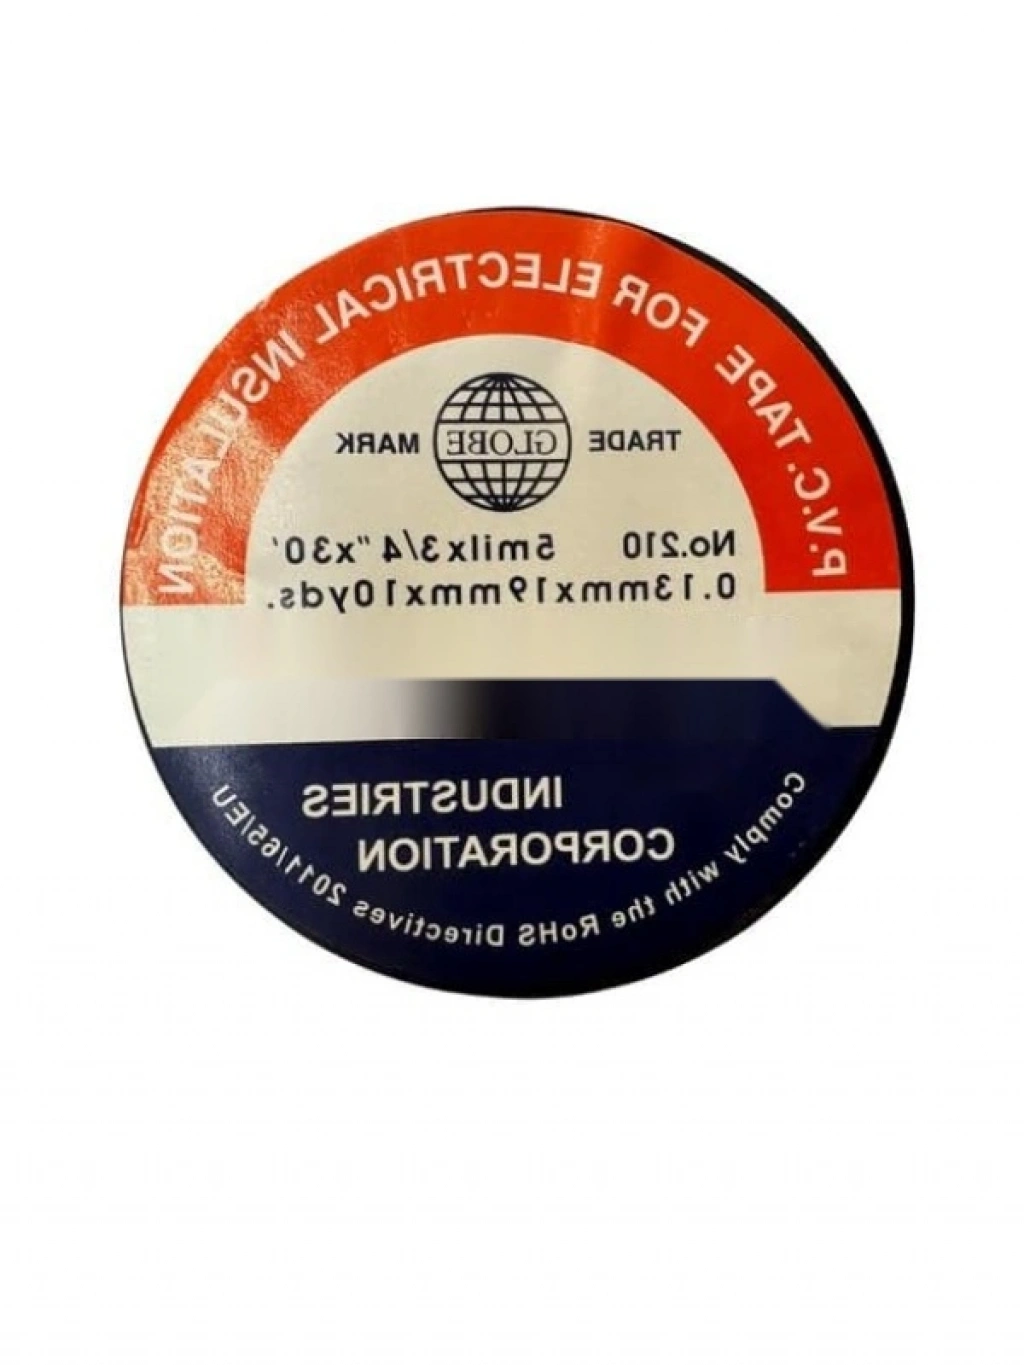 P.V.C. TAPE FOR ELECTRICAL INSULATION
TRADE GLOBE MARK
No.210 5milx3/4"x30'
0.13mmx19mmx10yds.
INDUSTRIES
CORPORATION
Comply with the RoHS Directives 2011/65/EU